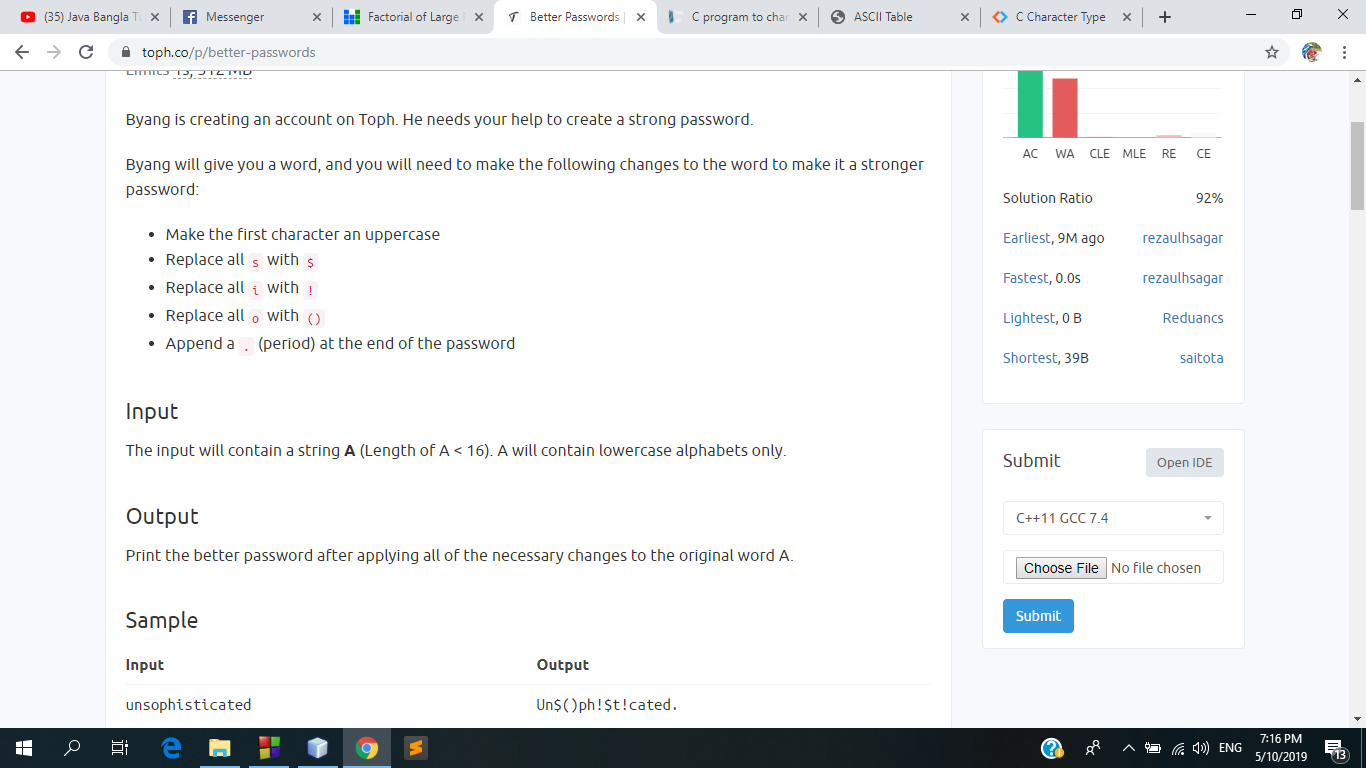 (35) Java Bangla Tu
Messenger
Factorial of Large N
Better Passwords |
C program to chan
ASCII Table
C Character Type
toph.co/p/better-passwords
Limits 1s, 512 MB
Byang is creating an account on Toph. He needs your help to create a strong password.
Byang will give you a word, and you will need to make the following changes to the word to make it a stronger
password:
• Make the first character an uppercase
• Replace all s with $
• Replace all i with !
• Replace all o with ()
• Append a . (period) at the end of the password
Input
The input will contain a string A (Length of A < 16). A will contain lowercase alphabets only.
Output
Print the better password after applying all of the necessary changes to the original word A.
Sample
Input Output
unsophisticated Un$()ph!$t!cated.
AC WA CLE MLE RE CE
Solution Ratio 92%
Earliest, 9M ago rezaulhsagar
Fastest, 0.0s rezaulhsagar
Lightest, 0 B Reduancs
Shortest, 39B saitota
Submit Open IDE
C++11 GCC 7.4
Choose File No file chosen
Submit
ENG
7:16 PM
5/10/2019
13